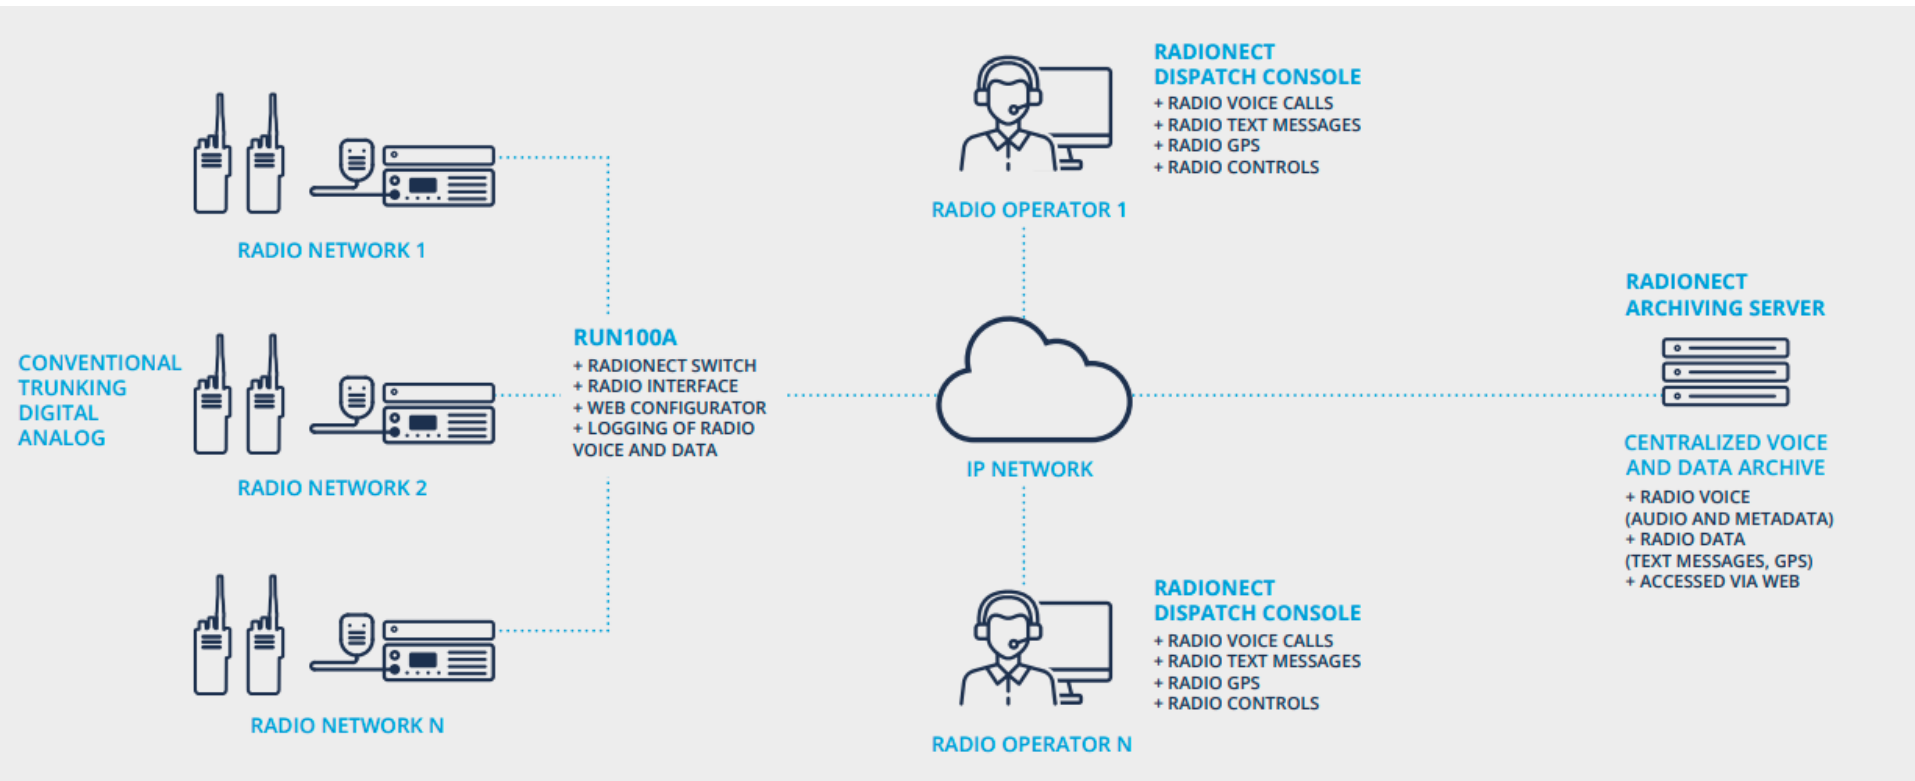 RADIO NETWORK 1
CONVENTIONAL
TRUNKING
DIGITAL
ANALOG
RADIO NETWORK 2
RADIO NETWORK N
RUN100A
+ RADIONECT SWITCH
+ RADIO INTERFACE
+ WEB CONFIGURATOR
+ LOGGING OF RADIO
VOICE AND DATA
RADIONECT
DISPATCH CONSOLE
+ RADIO VOICE CALLS
+ RADIO TEXT MESSAGES
+ RADIO GPS
+ RADIO CONTROLS
RADIO OPERATOR 1
IP NETWORK
RADIONECT
DISPATCH CONSOLE
+ RADIO VOICE CALLS
+ RADIO TEXT MESSAGES
+ RADIO GPS
+ RADIO CONTROLS
RADIO OPERATOR N
RADIONECT
ARCHIVING SERVER
CENTRALIZED VOICE
AND DATA ARCHIVE
+ RADIO VOICE
(AUDIO AND METADATA)
+ RADIO DATA
(TEXT MESSAGES, GPS)
+ ACCESSED VIA WEB